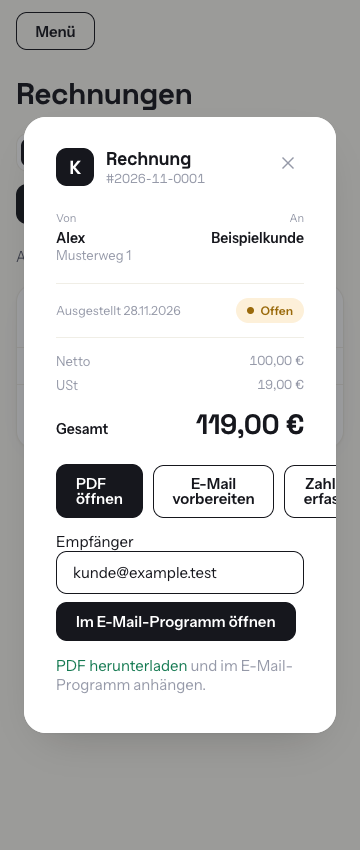 Menü
Rechnungen
K
Rechnung
#2026-11-0001
Von An
Alex Beispielkunde
Musterweg 1
Ausgestellt 28.11.2026 Offen
Netto 100,00 €
USt 19,00 €
Gesamt 119,00 €
PDF öffnen
E-Mail vorbereiten
Empfänger
kunde@example.test
Im E-Mail-Programm öffnen
PDF herunterladen und im E-Mail-
Programm anhängen.